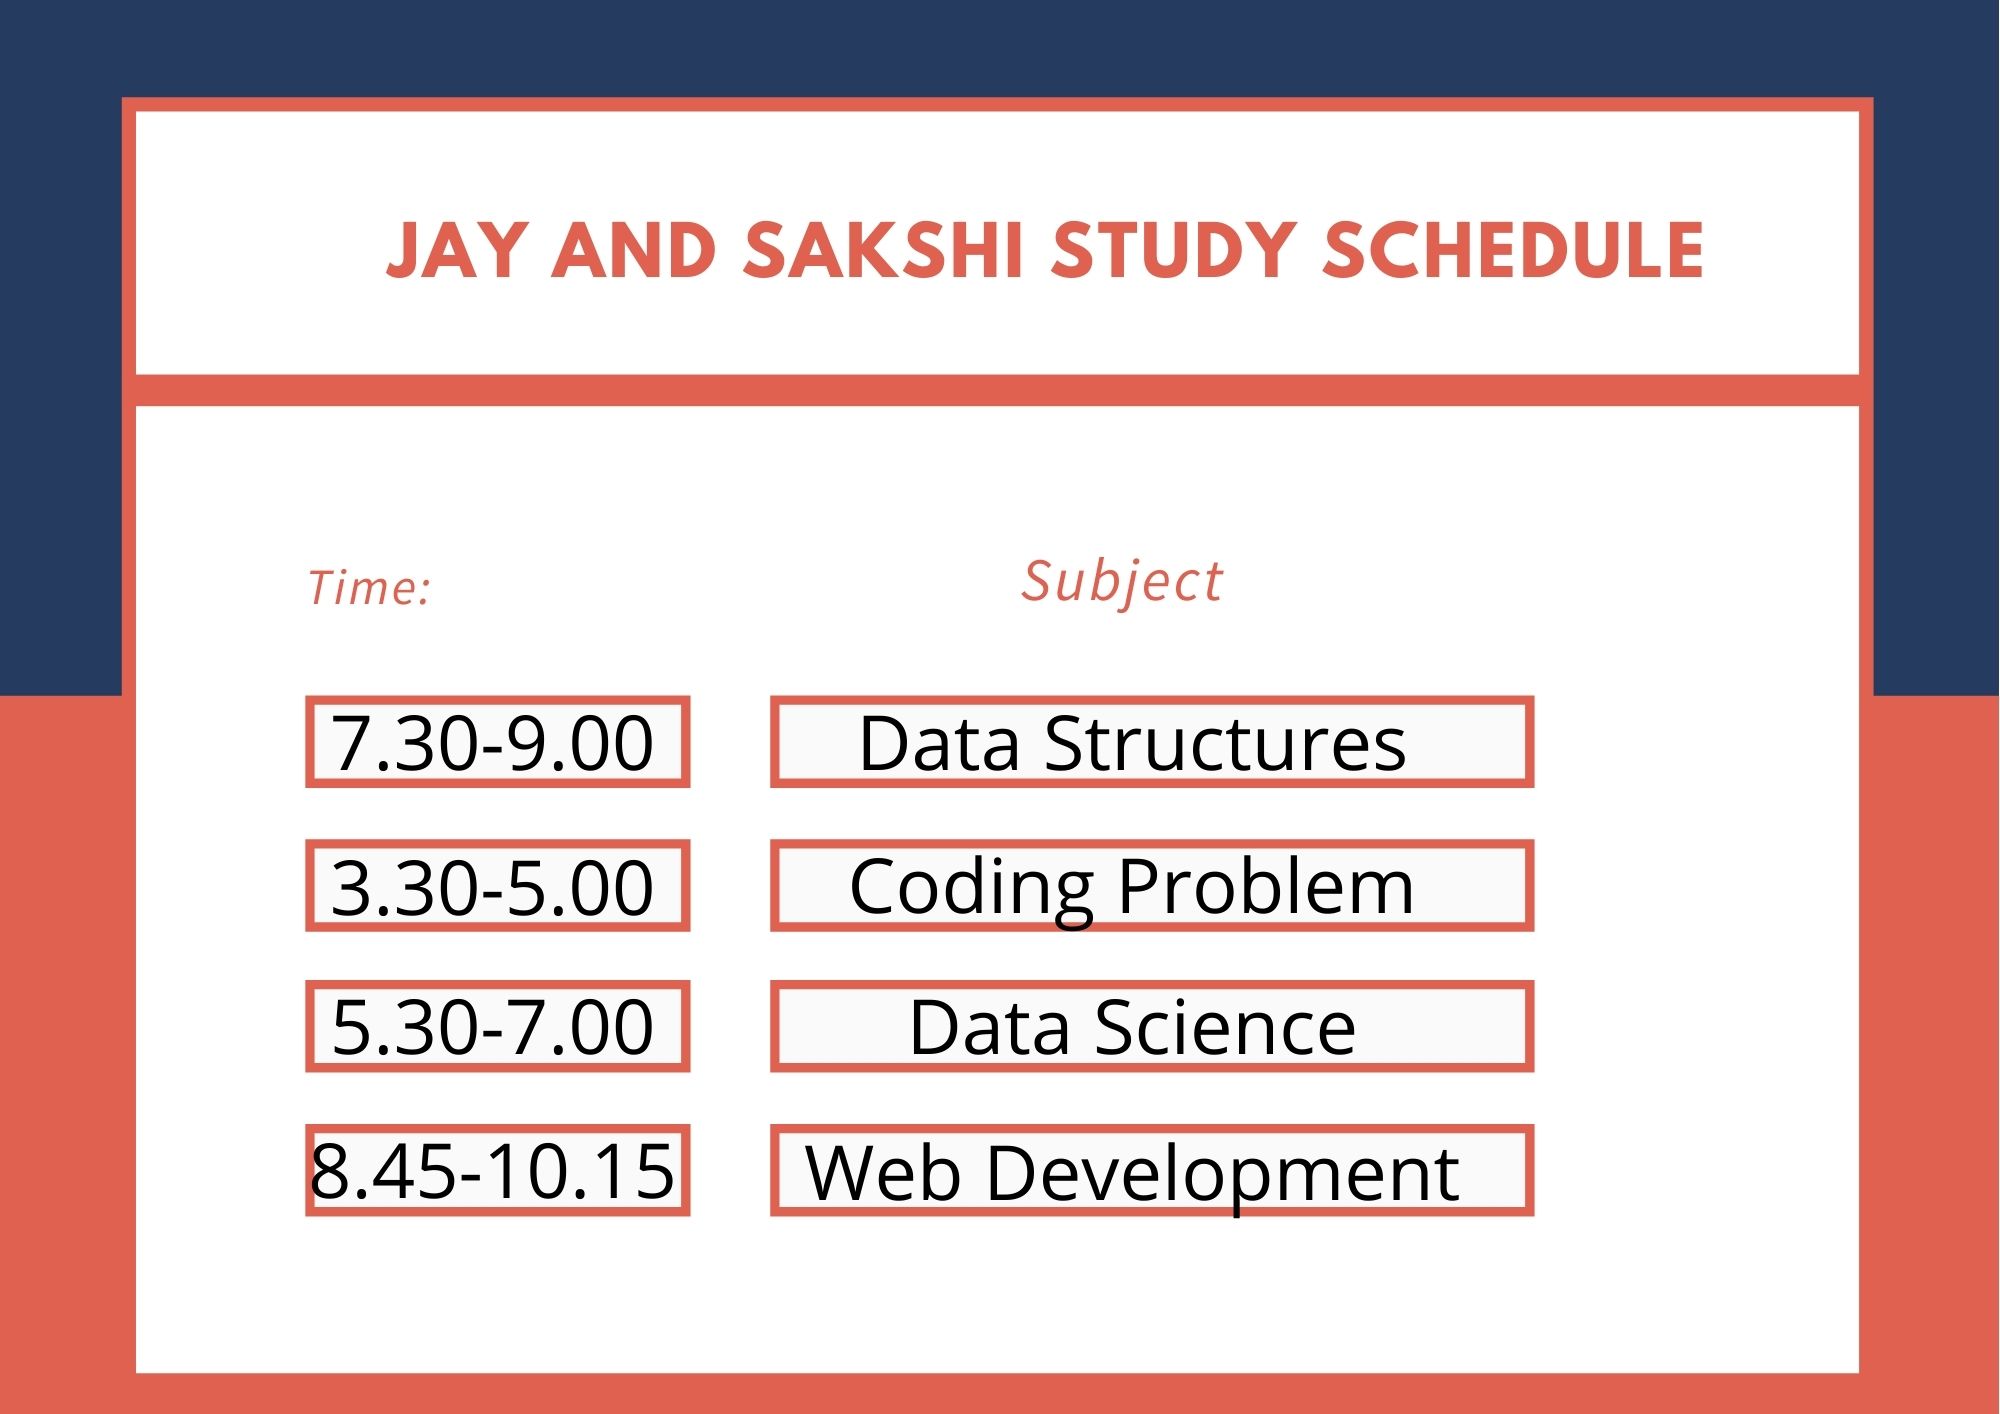 JAY AND SAKSHI STUDY SCHEDULE
Time: Subject
7.30-9.00 Data Structures
3.30-5.00 Coding Problem
5.30-7.00 Data Science
8.45-10.15 Web Development